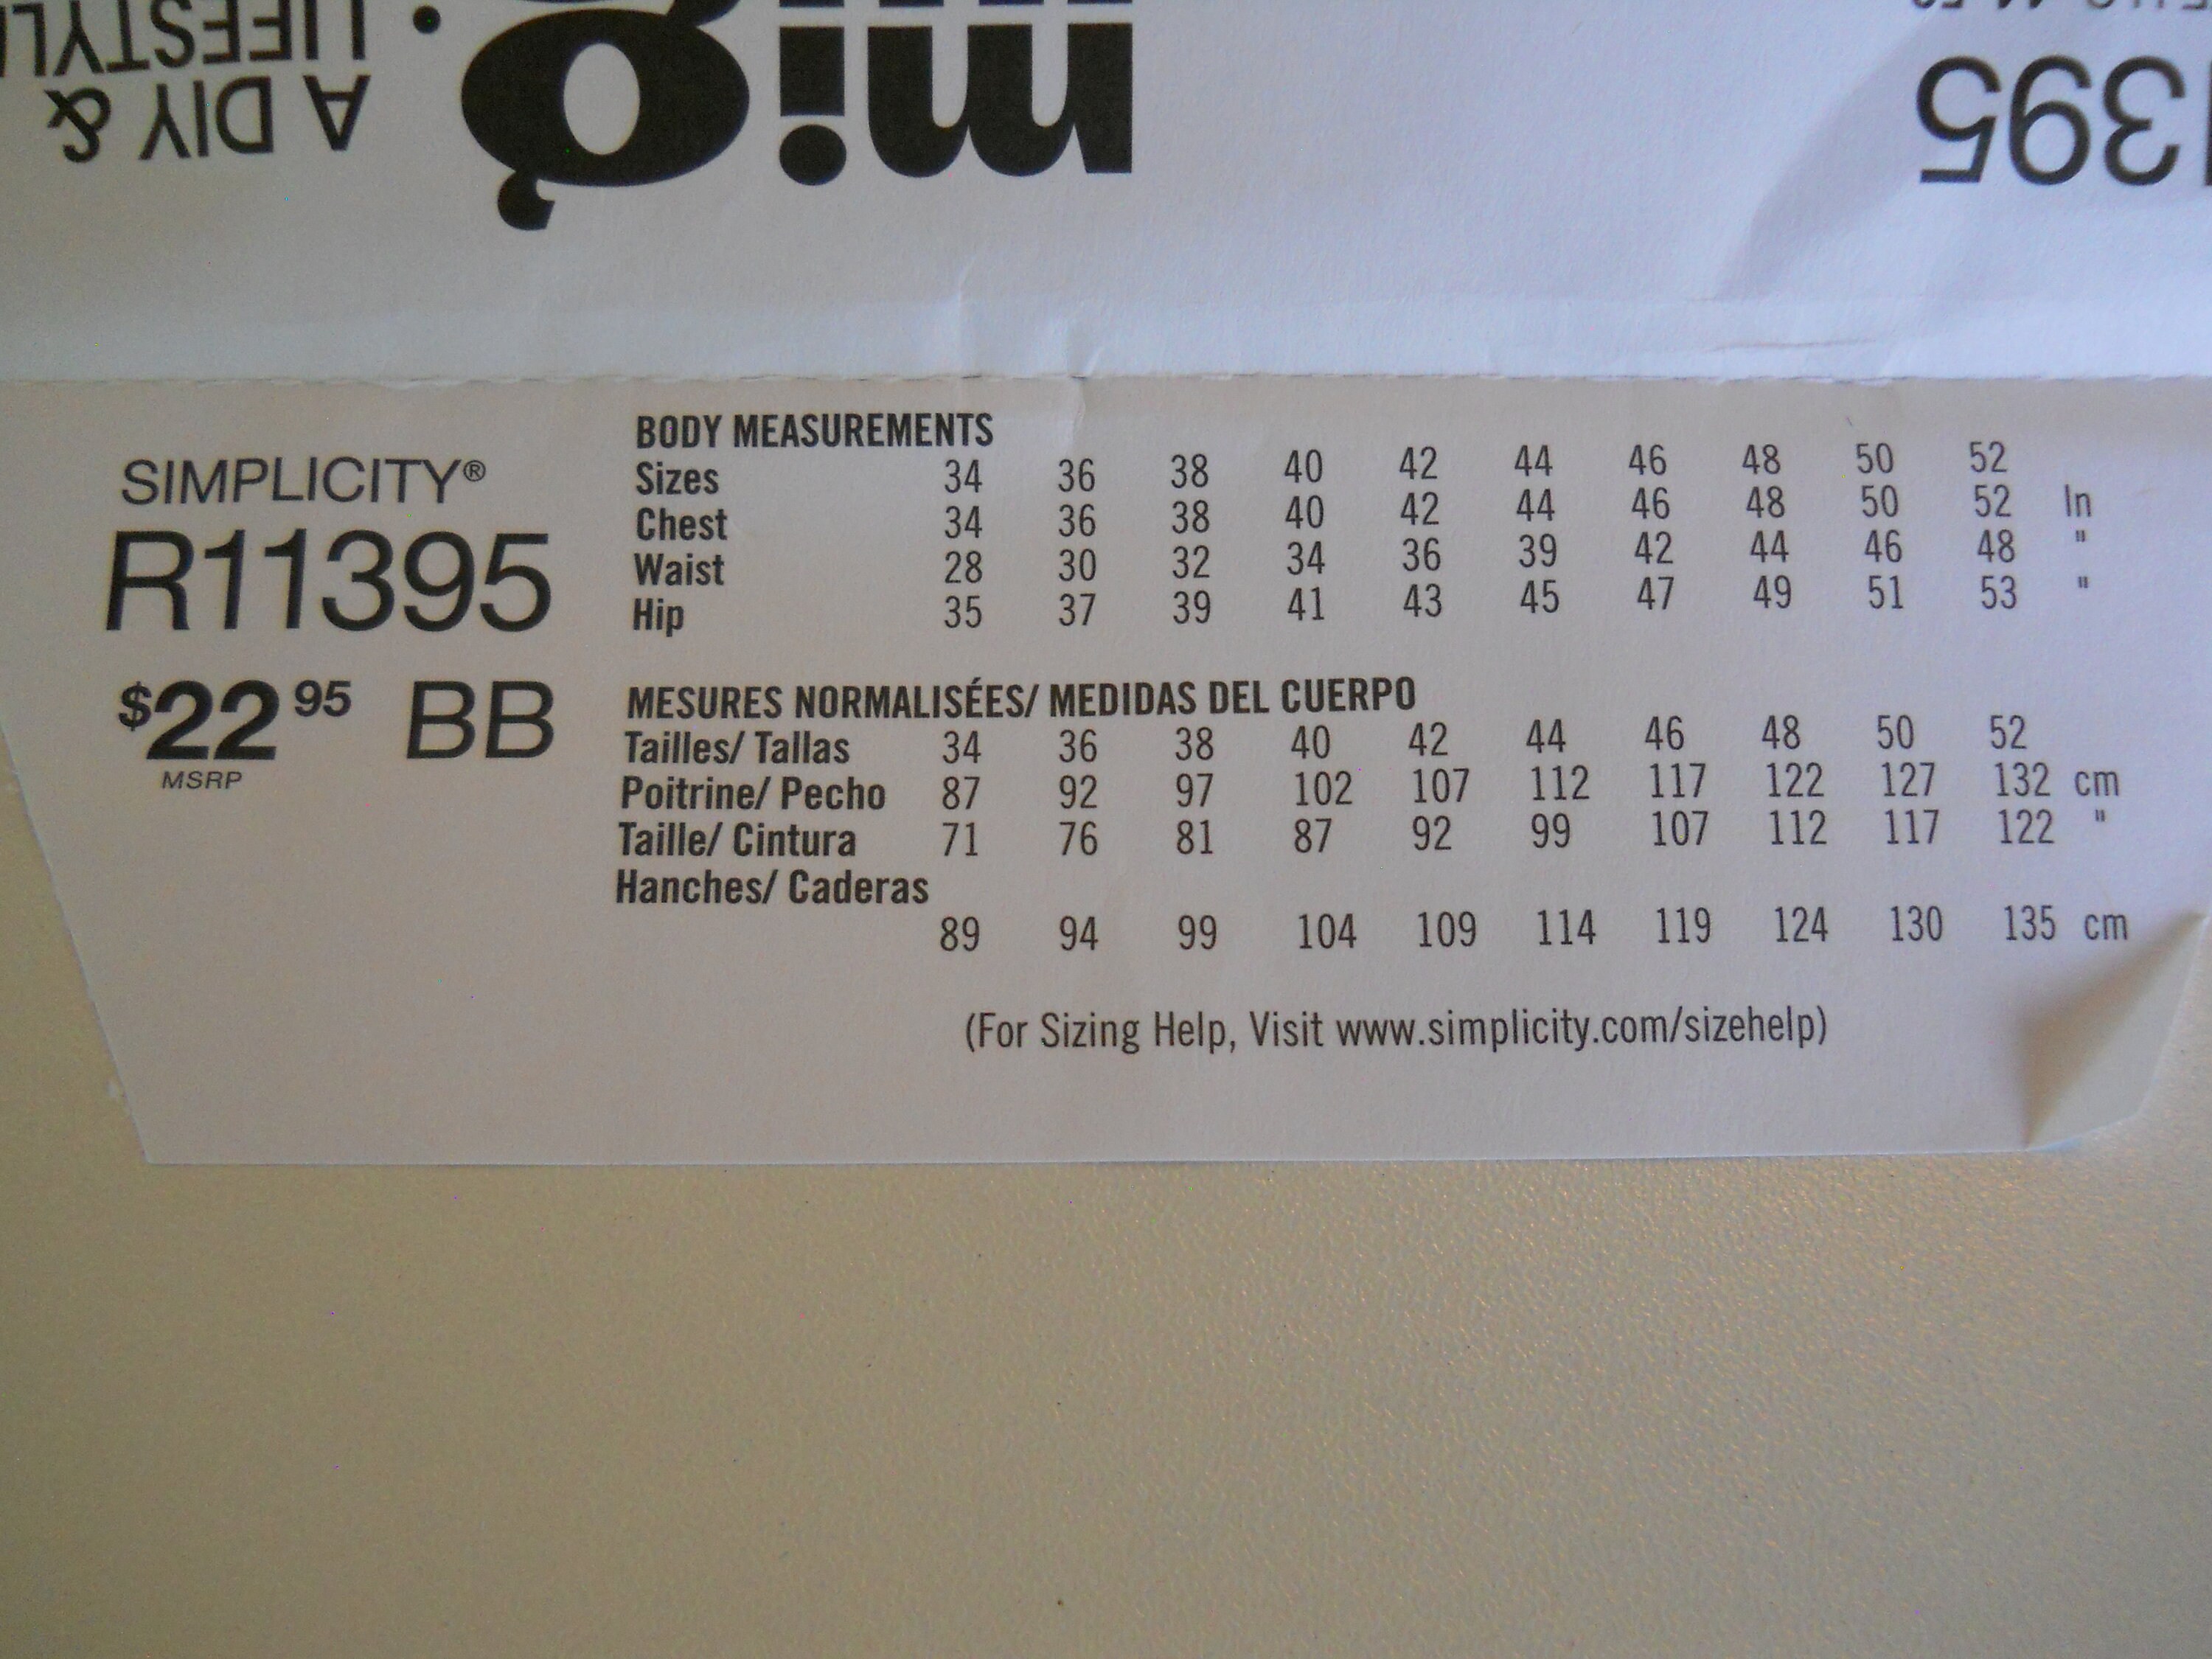 LIFESTYL
A DIY &
mig
395
SIMPLICITY®
R11395
$22 95 BB
MSRP
BODY MEASUREMENTS
Sizes 34 36 38 40 42 44 46 48 50 52
Chest 34 36 38 40 42 44 46 48 50 52 In
Waist 28 30 32 34 36 39 42 44 46 48 "
Hip 35 37 39 41 43 45 47 49 51 53 "
MESURES NORMALISÉES/ MEDIDAS DEL CUERPO
Tailles/ Tallas 34 36 38 40 42 44 46 48 50 52
Poitrine/ Pecho 87 92 97 102 107 112 117 122 127 132 cm
Taille/ Cintura 71 76 81 87 92 99 107 112 117 122 "
Hanches/ Caderas
89 94 99 104 109 114 119 124 130 135 cm
(For Sizing Help, Visit www.simplicity.com/sizehelp)